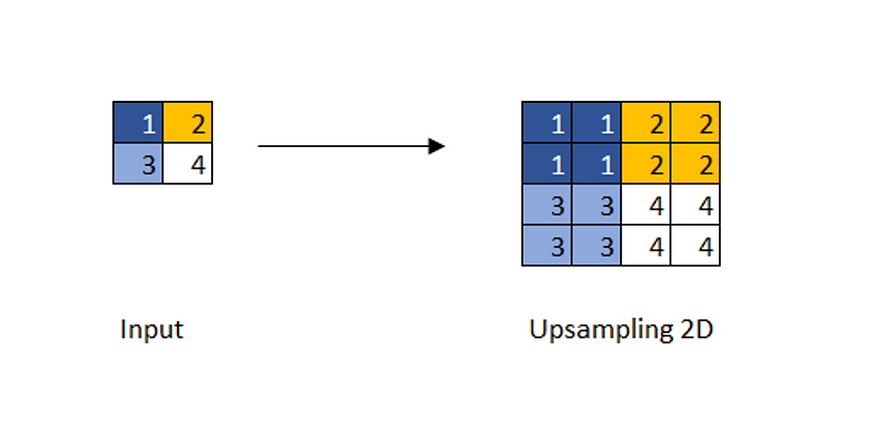 1 2
3 4
1 1 2 2
1 1 2 2
3 3 4 4
3 3 4 4
Input
Upsampling 2D